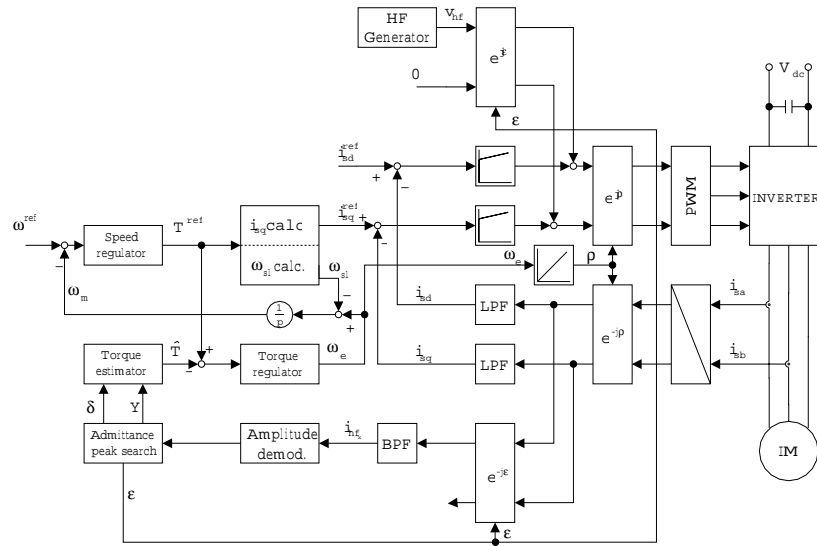 HF
Generator
v_hf
0
e^jε
ε
V_dc
i_sd^ref
+
−
e^jρ
PWM
INVERTER
ω^ref
−
Speed
regulator
T^ref
i_sq calc
ω_sl calc.
i_sq^ref
+
−
ω_sl
ω_m
1/p
−
+
ω_e
ρ
i_sd
LPF
e^-jρ
i_sa
i_sq
LPF
i_sb
Torque
estimator
T̂
−
+
Torque
regulator
ω_e
δ
Y
Admittance
peak search
Amplitude
demod.
i_hfx
BPF
e^-jε
IM
ε
ε